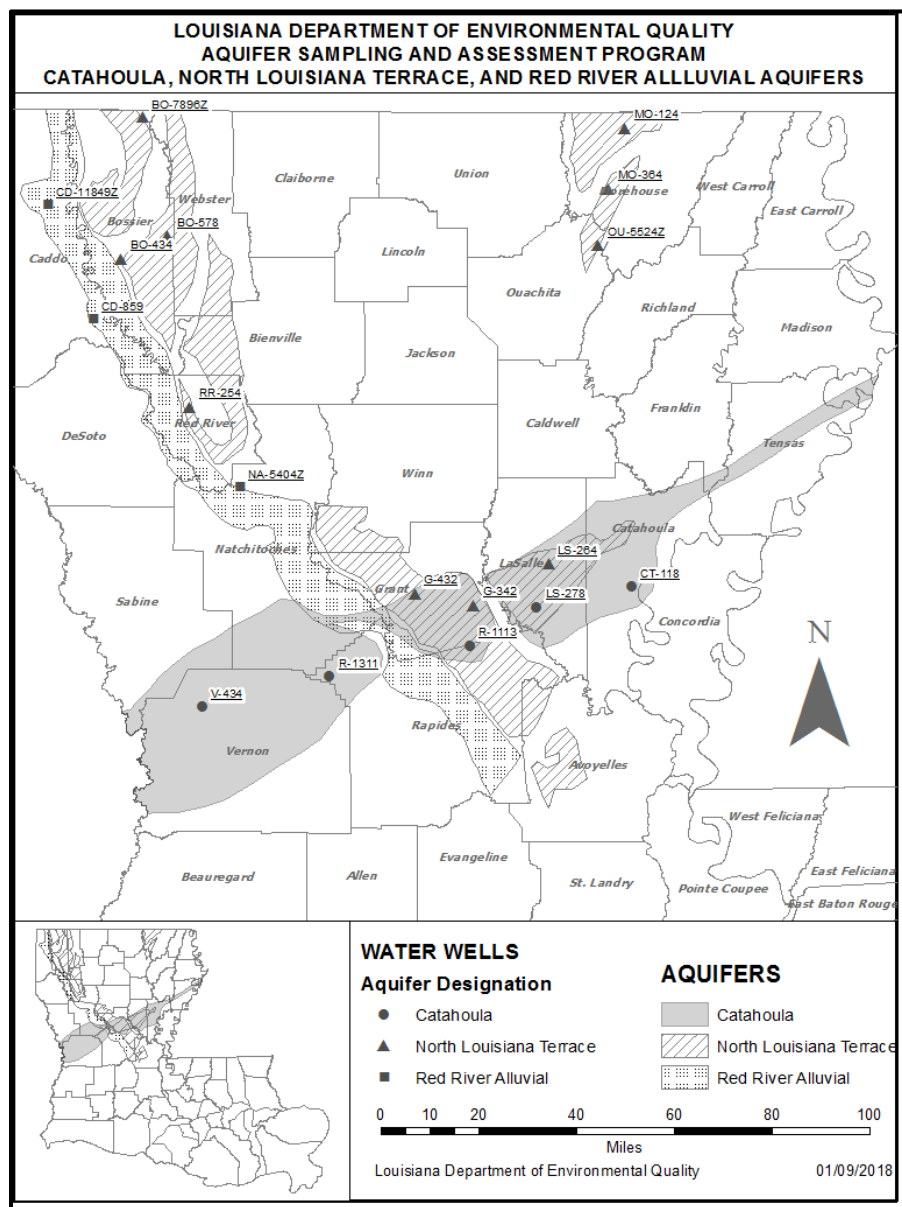 LOUISIANA DEPARTMENT OF ENVIRONMENTAL QUALITY
AQUIFER SAMPLING AND ASSESSMENT PROGRAM
CATAHOULA, NORTH LOUISIANA TERRACE, AND RED RIVER ALLLUVIAL AQUIFERS
BO-7896Z
MO-124
Claiborne
Union
MO-364
Morehouse
West Carroll
East Carroll
CD-11849Z
Webster
Bossier
BO-578
BO-434
OU-5524Z
Caddo
Lincoln
Ouachita
Richland
Madison
CD-859
Bienville
Jackson
RR-254
Red River
Franklin
DeSoto
Caldwell
Tensas
NA-5404Z
Winn
Catahoula
Natchitoches
LaSalle
LS-264
Sabine
Grant
G-432
G-342
LS-278
CT-118
Concordia
R-1113
N
R-1311
V-434
Rapides
Vernon
Avoyelles
West Feliciana
Evangeline
Beauregard
Allen
St. Landry
Pointe Coupee
East Feliciana
East Baton Rouge
WATER WELLS
Aquifer Designation
Catahoula
North Louisiana Terrace
Red River Alluvial
AQUIFERS
Catahoula
North Louisiana Terrace
Red River Alluvial
0 10 20 40 60 80 100
Miles
Louisiana Department of Environmental Quality 01/09/2018